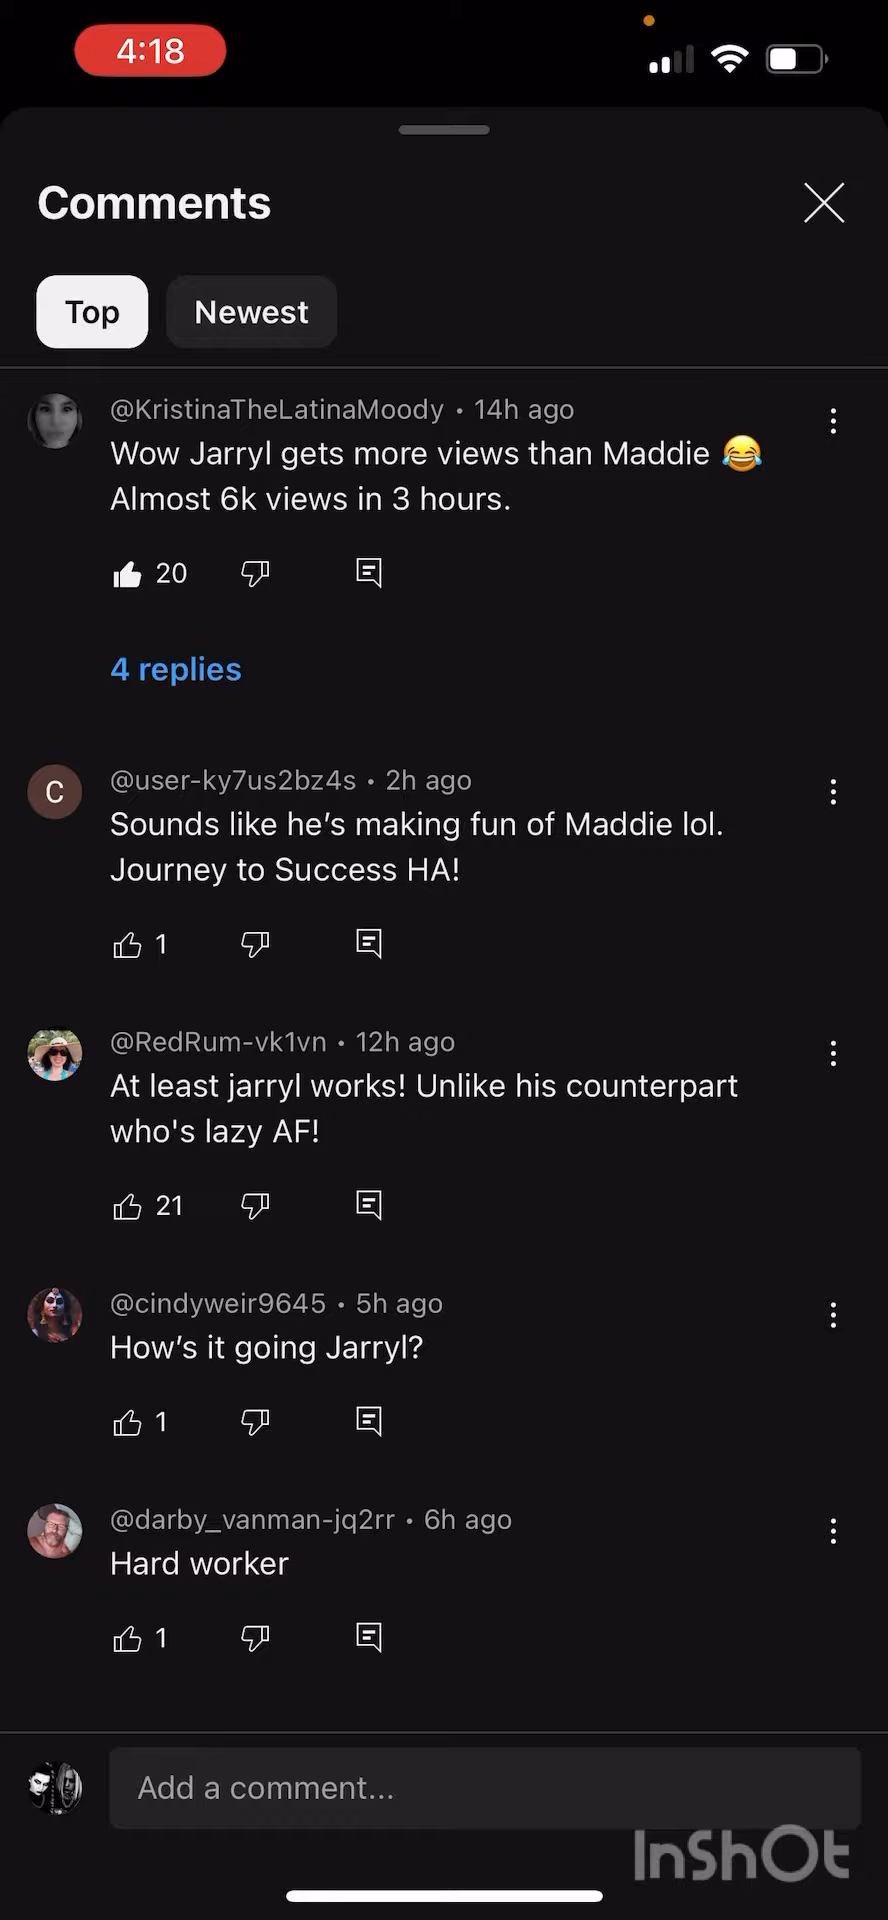 4:18
Comments
Top
Newest
@KristinaTheLatinaMoody • 14h ago
Wow Jarryl gets more views than Maddie 😂
Almost 6k views in 3 hours.
20
4 replies
C
@user-ky7us2bz4s • 2h ago
Sounds like he’s making fun of Maddie lol.
Journey to Success HA!
1
@RedRum-vk1vn • 12h ago
At least jarryl works! Unlike his counterpart
who's lazy AF!
21
@cindyweir9645 • 5h ago
How’s it going Jarryl?
1
@darby_vanman-jq2rr • 6h ago
Hard worker
1
Add a comment...
InShOt